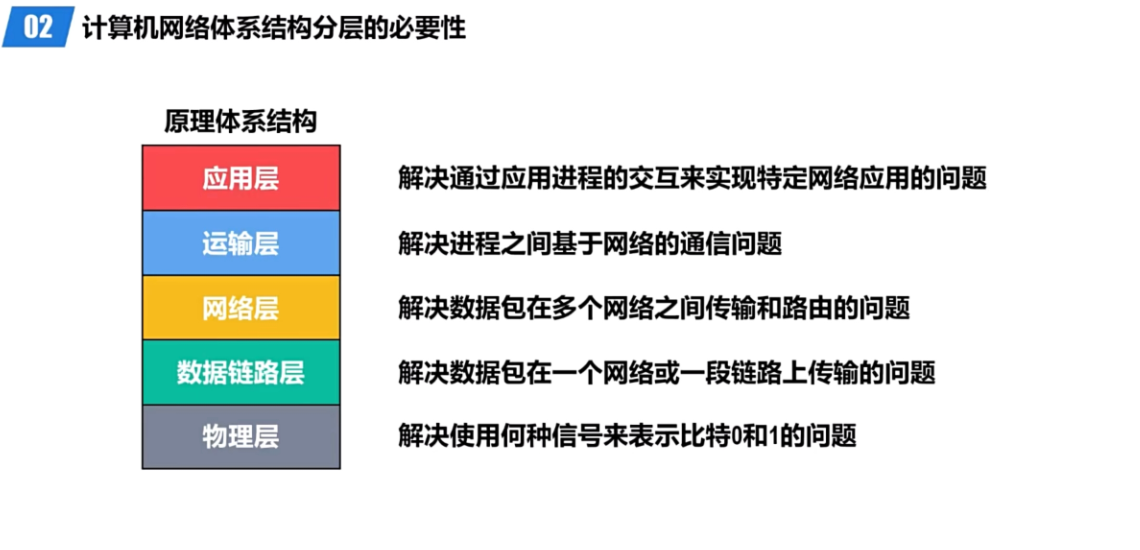 02 计算机网络体系结构分层的必要性
原理体系结构
应用层 解决通过应用进程的交互来实现特定网络应用的问题
运输层 解决进程之间基于网络的通信问题
网络层 解决数据包在多个网络之间传输和路由的问题
数据链路层 解决数据包在一个网络或一段链路上传输的问题
物理层 解决使用何种信号来表示比特0和1的问题